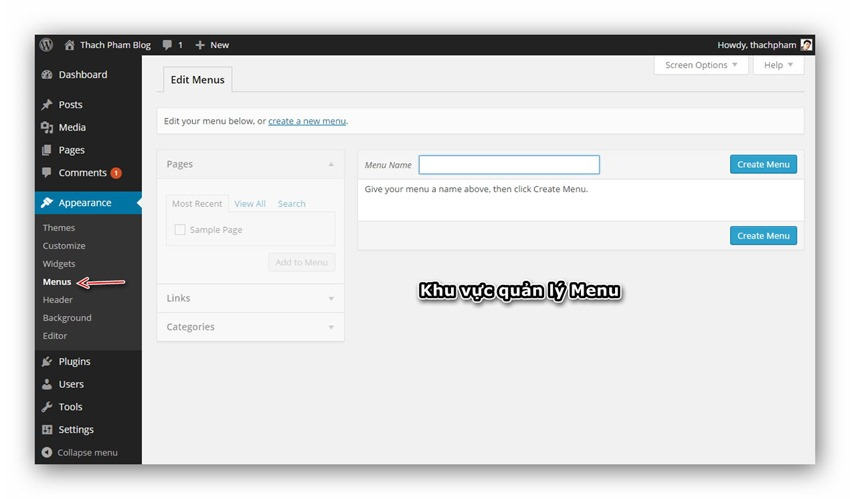 Thach Pham Blog 1 + New Howdy, thachpham
Dashboard
Posts
Media
Pages
Comments 1
Appearance
Themes
Customize
Widgets
Menus
Header
Background
Editor
Plugins
Users
Tools
Settings
Collapse menu
Screen Options Help
Edit Menus
Edit your menu below, or create a new menu.
Pages
Most Recent View All Search
Sample Page
Add to Menu
Links
Categories
Menu Name Create Menu
Give your menu a name above, then click Create Menu.
Create Menu
Khu vực quản lý Menu